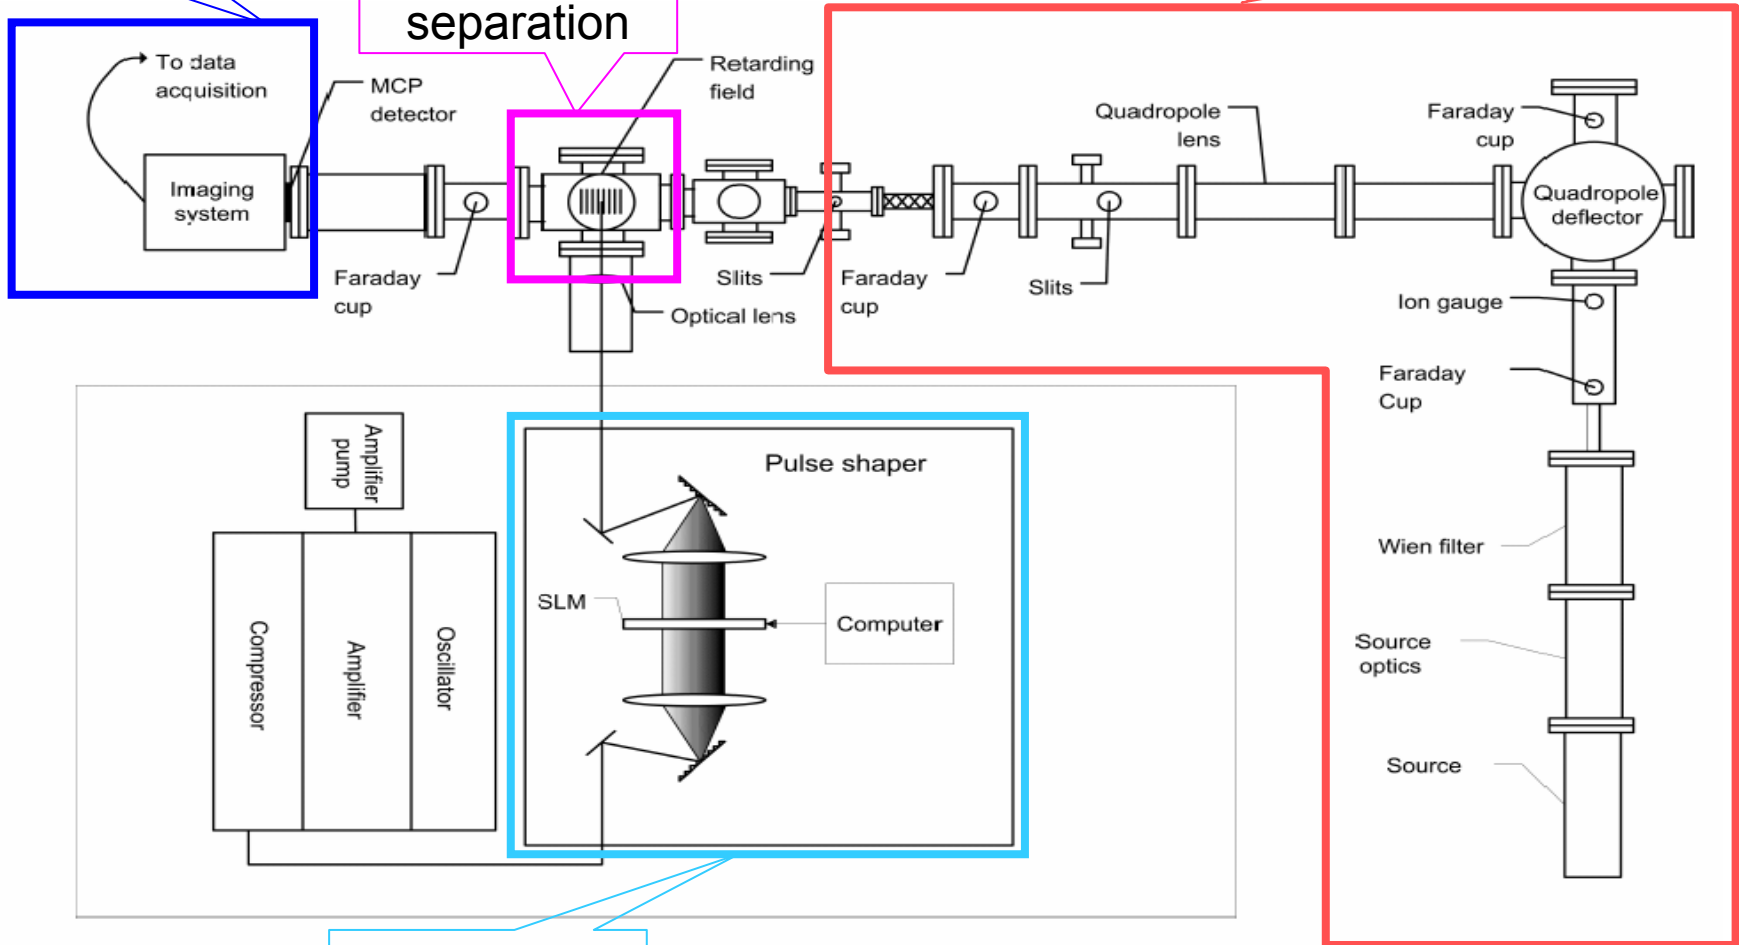 separation
To data
acquisition
MCP
detector
Retarding
field
Quadropole
lens
Faraday
cup
Imaging
system
Quadropole
deflector
Faraday
cup
Slits
Faraday
cup
Slits
Ion gauge
Optical lens
Faraday
Cup
Amplifier
pump
Pulse shaper
Wien filter
SLM
Computer
Compressor
Amplifier
Oscillator
Source
optics
Source